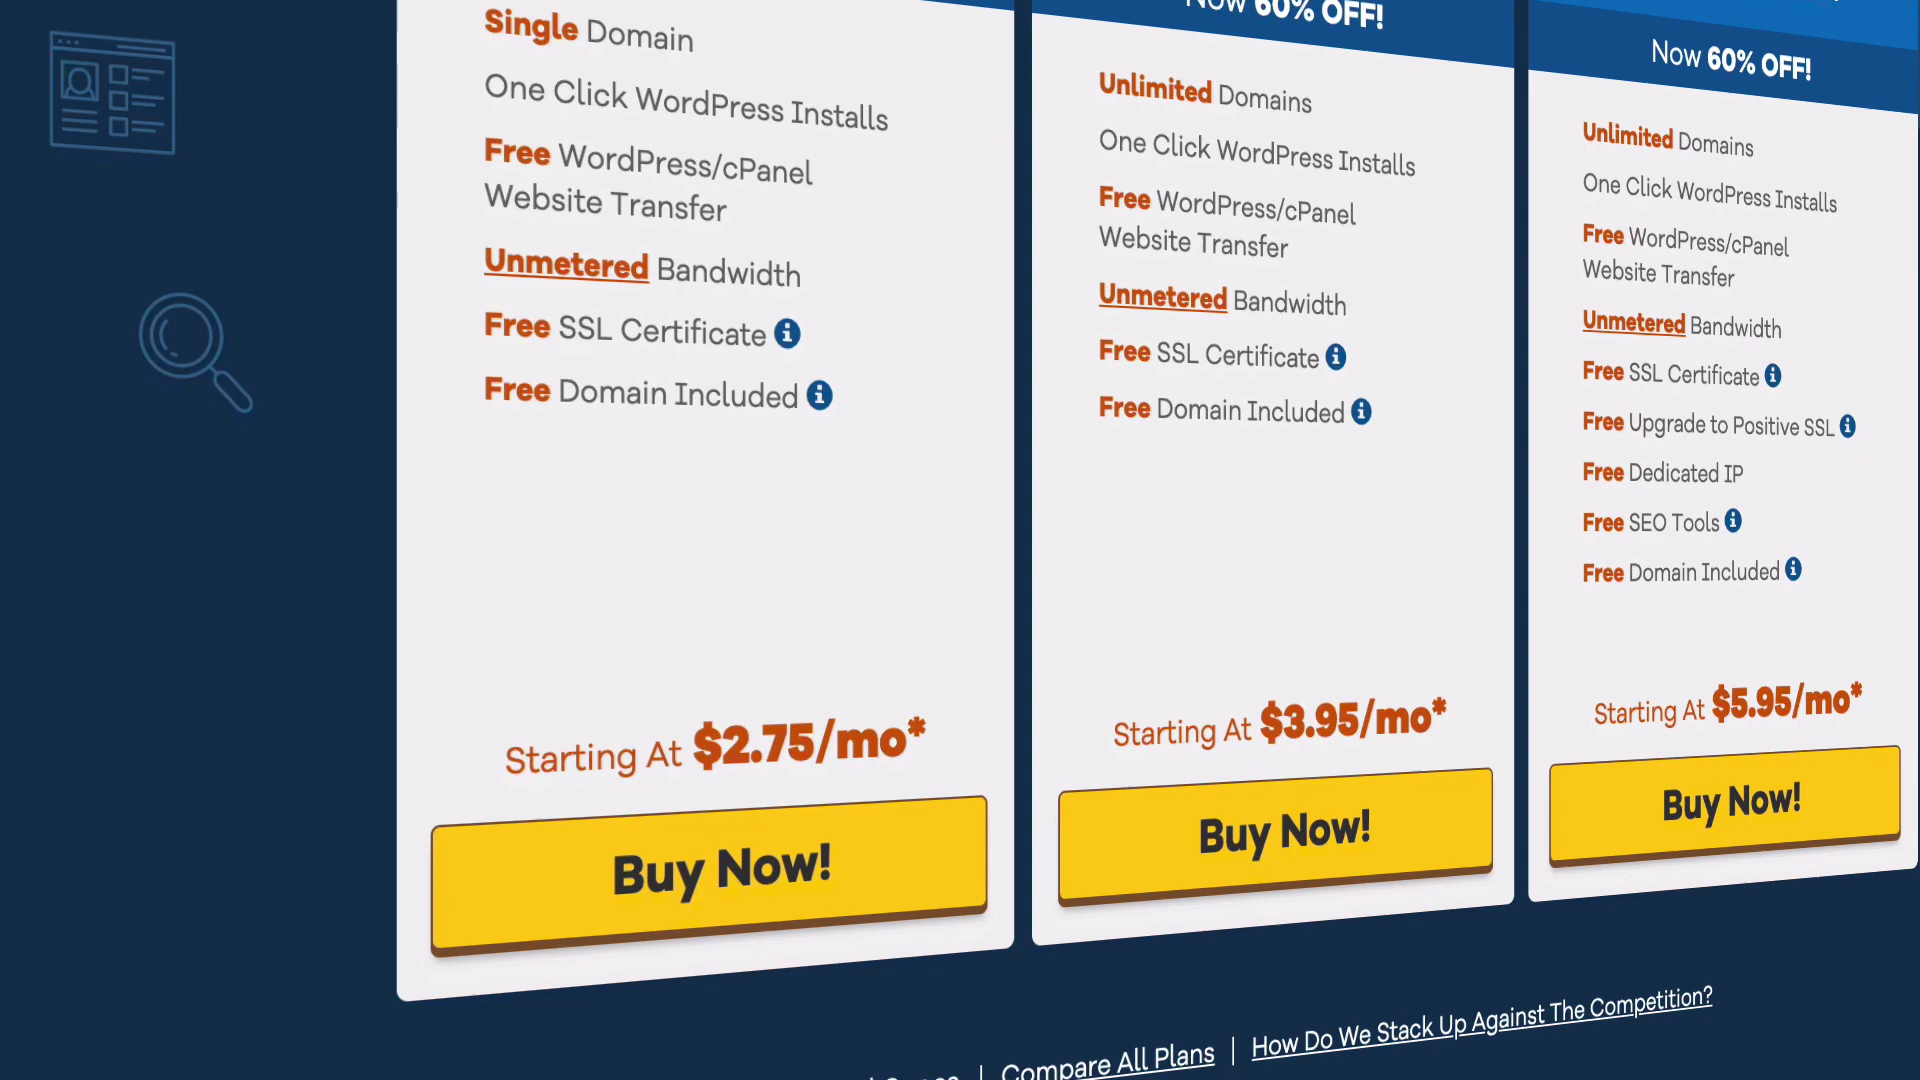 Single Domain
One Click WordPress Installs
Free WordPress/cPanel
Website Transfer
Unmetered Bandwidth
Free SSL Certificate
Free Domain Included
Starting At $2.75/mo*
Buy Now!
Now 60% OFF!
Unlimited Domains
One Click WordPress Installs
Free WordPress/cPanel
Website Transfer
Unmetered Bandwidth
Free SSL Certificate
Free Domain Included
Starting At $3.95/mo*
Buy Now!
Now 60% OFF!
Unlimited Domains
One Click WordPress Installs
Free WordPress/cPanel
Website Transfer
Unmetered Bandwidth
Free SSL Certificate
Free Upgrade to Positive SSL
Free Dedicated IP
Free SEO Tools
Free Domain Included
Starting At $5.95/mo*
Buy Now!
| Compare All Plans | How Do We Stack Up Against The Competition?